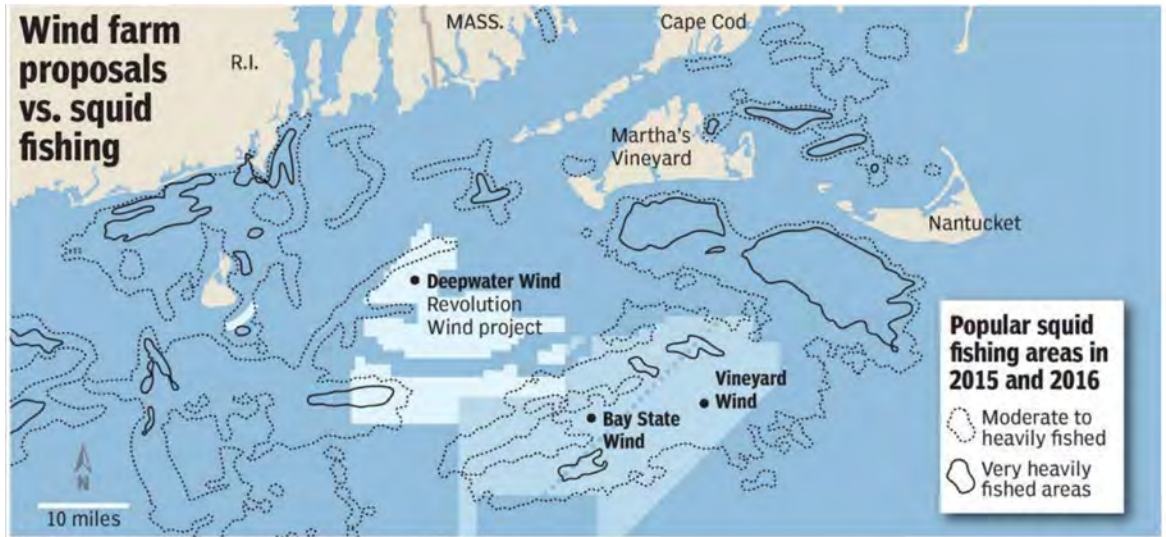 Wind farm
proposals
vs. squid
fishing
R.I.
MASS.
Cape Cod
Martha's
Vineyard
Nantucket
Deepwater Wind
Revolution
Wind project
Vineyard
Wind
Bay State
Wind
Popular squid
fishing areas in
2015 and 2016
Moderate to
heavily fished
Very heavily
fished areas
N
10 miles